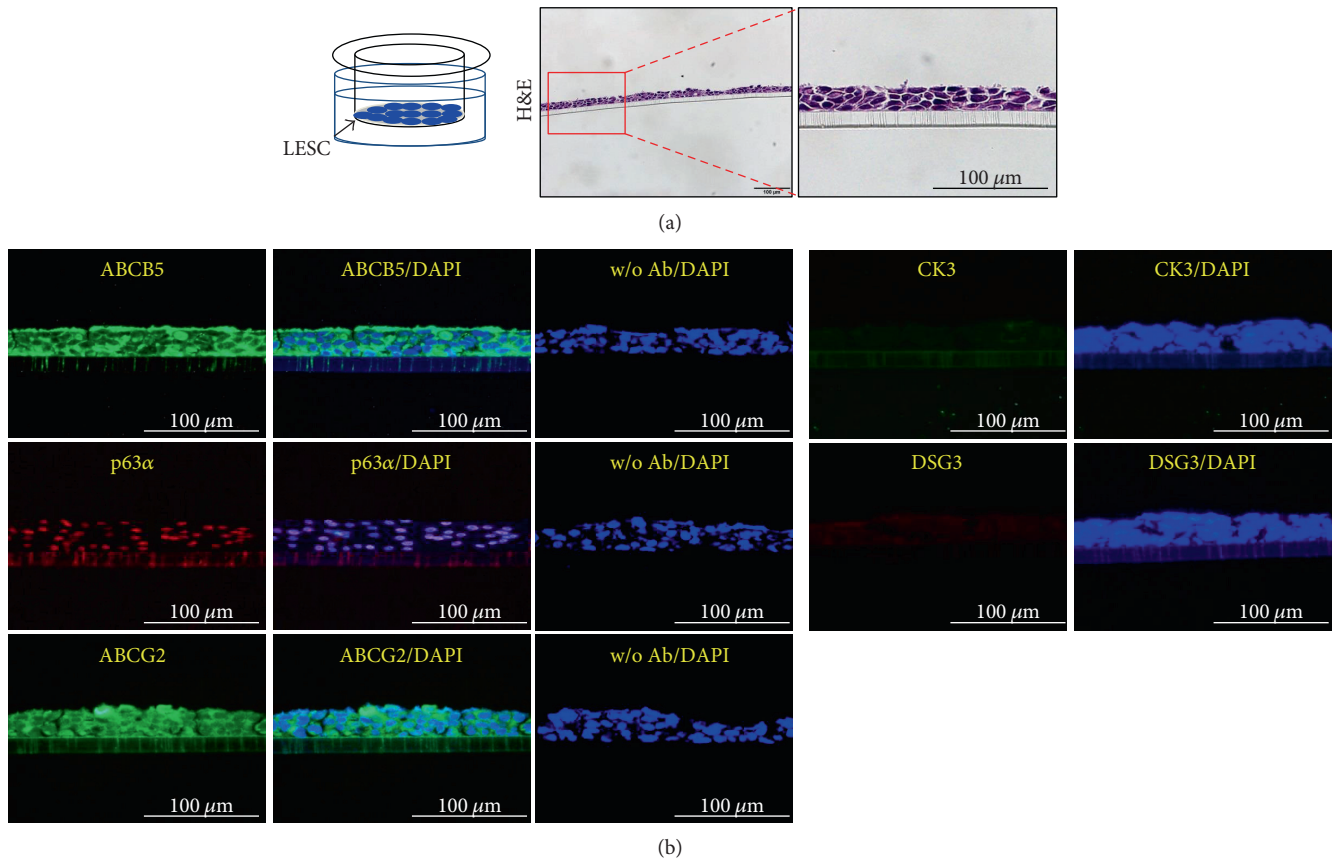 LESC
H&E
100 µm
100 µm
(a)
ABCB5
ABCB5/DAPI
w/o Ab/DAPI
CK3
CK3/DAPI
100 µm
100 µm
100 µm
100 µm
100 µm
p63α
p63α/DAPI
w/o Ab/DAPI
DSG3
DSG3/DAPI
100 µm
100 µm
100 µm
100 µm
100 µm
ABCG2
ABCG2/DAPI
w/o Ab/DAPI
100 µm
100 µm
100 µm
(b)